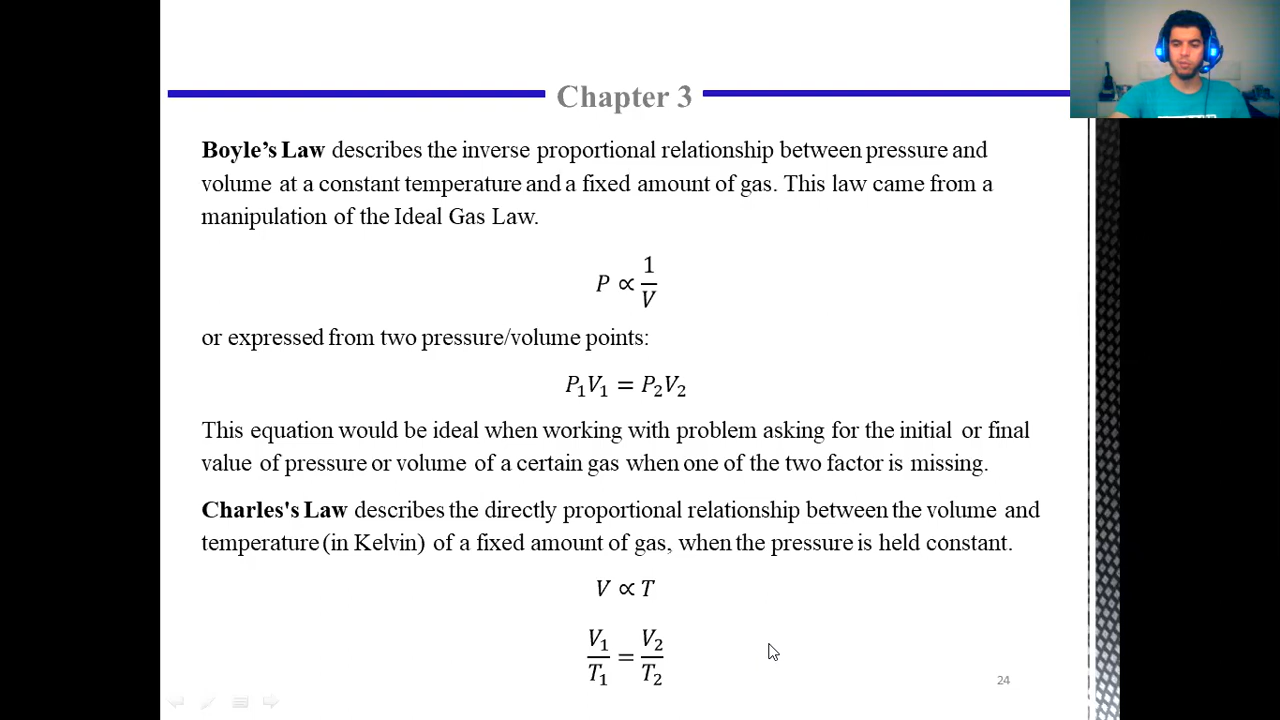 Chapter 3
Boyle’s Law describes the inverse proportional relationship between pressure and
volume at a constant temperature and a fixed amount of gas. This law came from a
manipulation of the Ideal Gas Law.
P ∝ 1/V
or expressed from two pressure/volume points:
P₁V₁ = P₂V₂
This equation would be ideal when working with problem asking for the initial or final
value of pressure or volume of a certain gas when one of the two factor is missing.
Charles's Law describes the directly proportional relationship between the volume and
temperature (in Kelvin) of a fixed amount of gas, when the pressure is held constant.
V ∝ T
V₁/T₁ = V₂/T₂
24